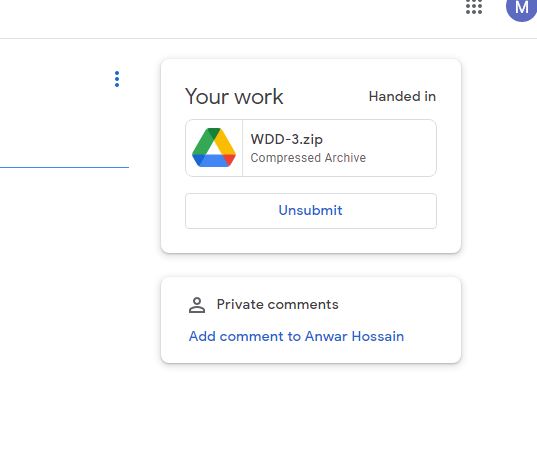 M
Your work
Handed in
WDD-3.zip
Compressed Archive
Unsubmit
Private comments
Add comment to Anwar Hossain